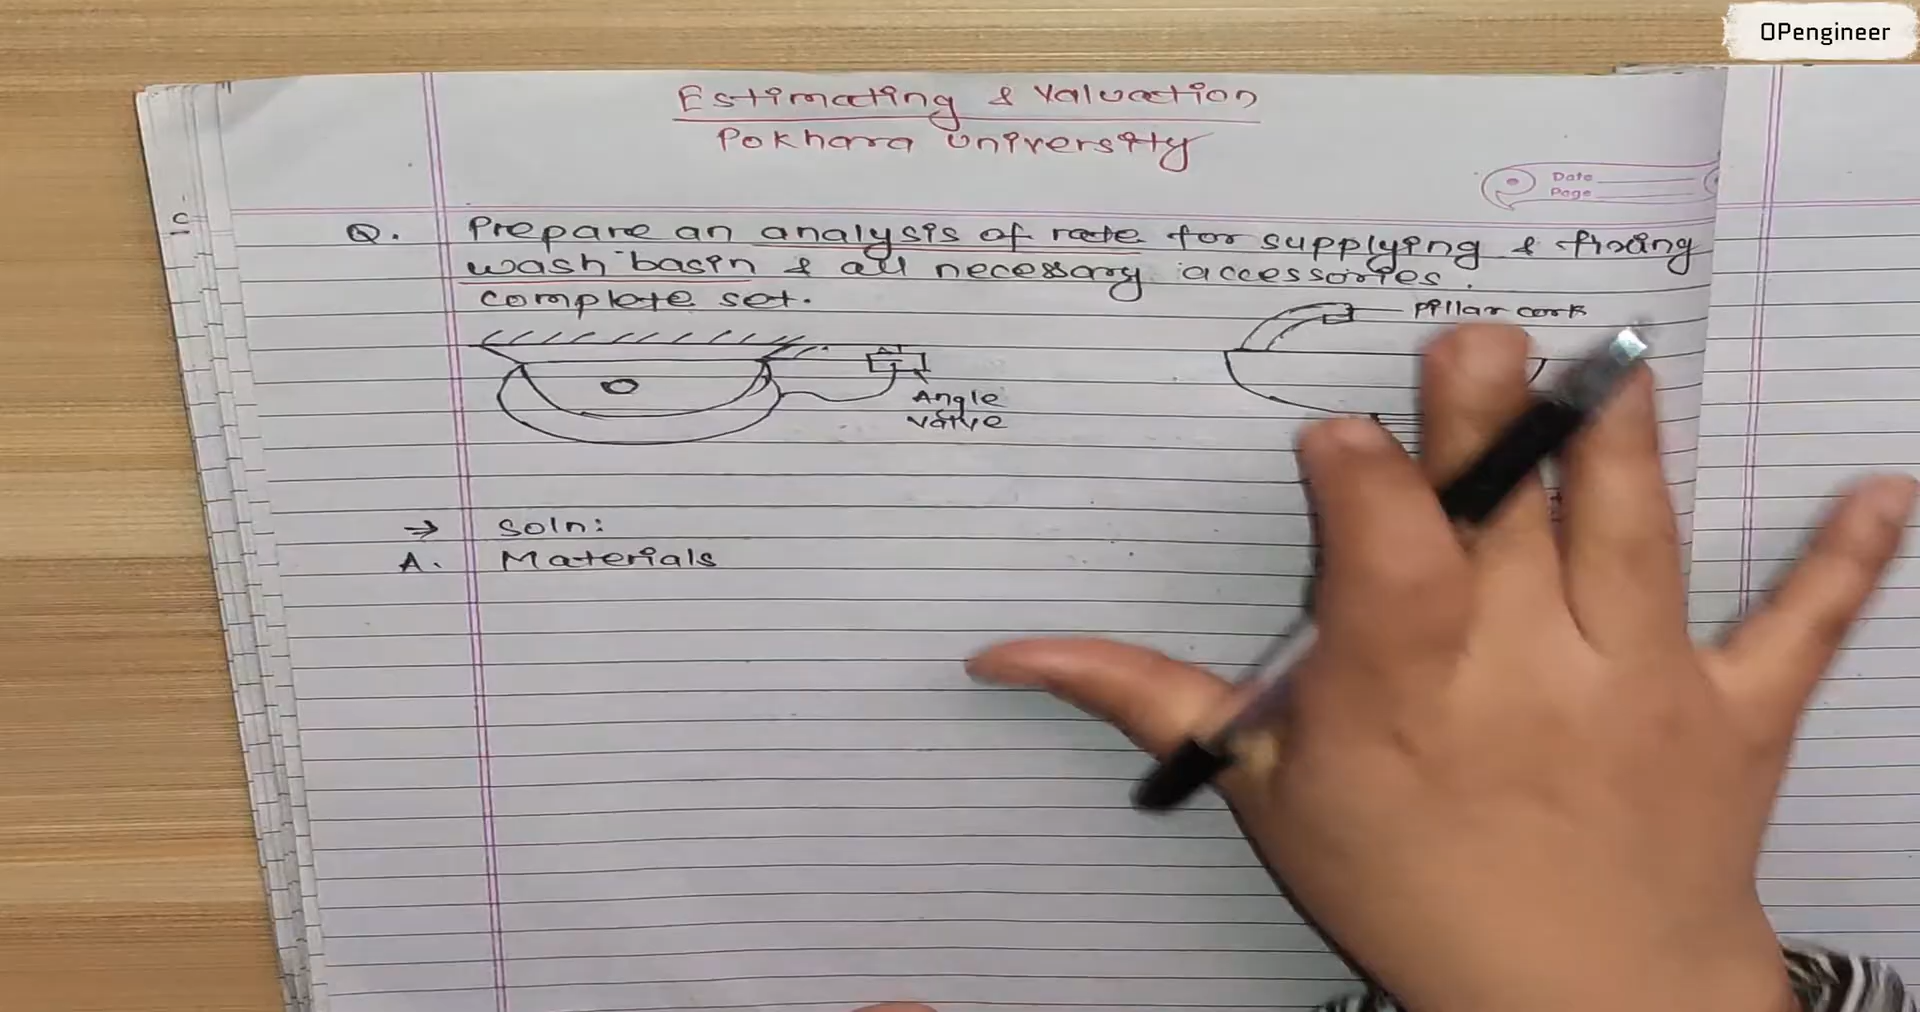 OPengineer
Estimating & Valuation
Pokhara University
Date
Page
Q. Prepare an analysis of rate for supplying & fixing
wash basin & all necessary accessories.
complete set.
Pillar cork
Angle
valve
→ Soln:
A. Materials